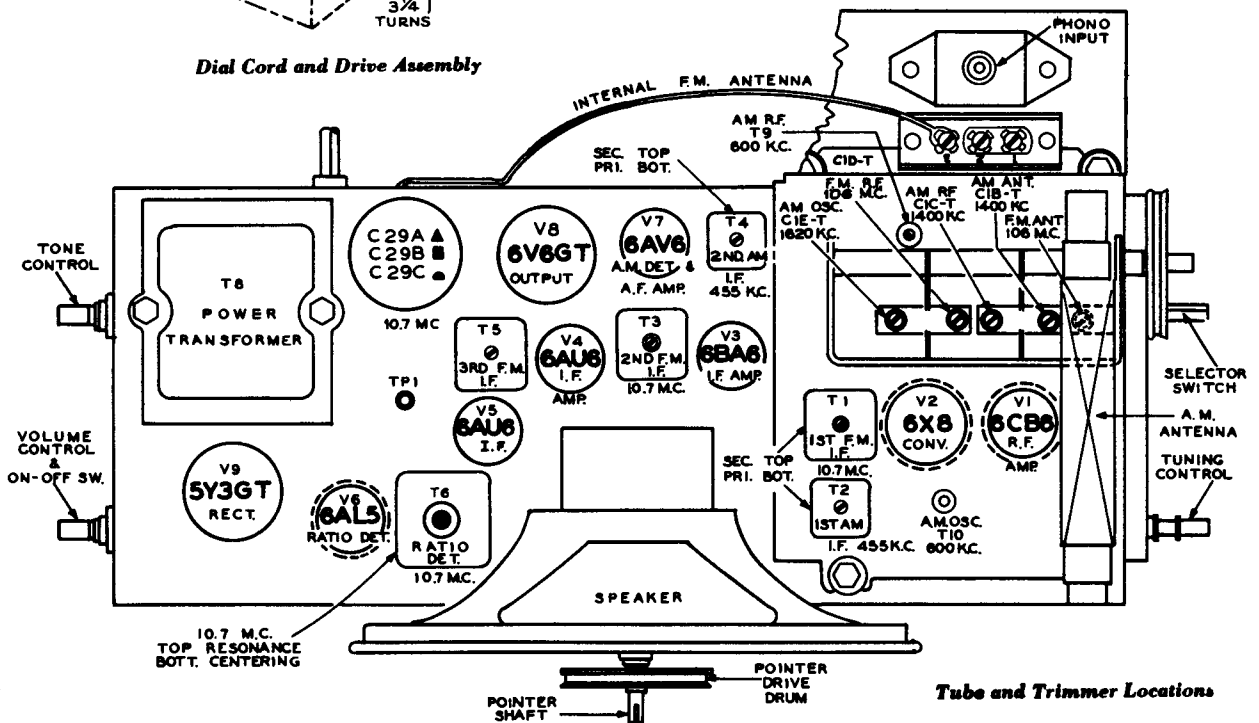 3/4
TURNS
Dial Cord and Drive Assembly
PHONO
INPUT
INTERNAL F.M. ANTENNA
AM R.F.
T9
600 K.C.
SEC. TOP
PRI. BOT.
C1D-T
F.M. R.F.
106 M.C.
AM OSC.
C1E-T
1620 KC.
AM RF
C1C-T
1400 KC
AM ANT.
C1B-T
1400 KC
F.M. ANT
106 M.C.
TONE
CONTROL
T8
POWER
TRANSFORMER
C29A ▲
C29B ■
C29C
V8
6V6GT
OUTPUT
V7
6AV6
A.M. DET. &
A.F. AMP.
T4
2ND. AM
I.F.
455 K.C.
10.7 MC
T5
3RD F.M.
I.F.
V4
6AU6
I.F.
AMP.
T3
2ND F.M.
I.F.
10.7 M.C.
V3
6BA6
I.F. AMP.
SELECTOR
SWITCH
A.M.
ANTENNA
TP1
V5
6AU6
I.F.
T1
1ST F.M.
I.F.
10.7 M.C.
V2
6X8
CONV.
V1
6CB6
R.F.
AMP.
VOLUME
CONTROL
&
ON-OFF SW.
V9
5Y3GT
RECT.
V6
6AL5
RATIO DET.
T6
RATIO
DET.
10.7 M.C.
SEC. TOP
PRI. BOT.
T2
1ST AM
I.F. 455 K.C.
AM. OSC.
T10
600 K.C.
TUNING
CONTROL
SPEAKER
10.7 M.C.
TOP RESONANCE
BOTT. CENTERING
POINTER
DRIVE
DRUM
POINTER
SHAFT
Tube and Trimmer Locations